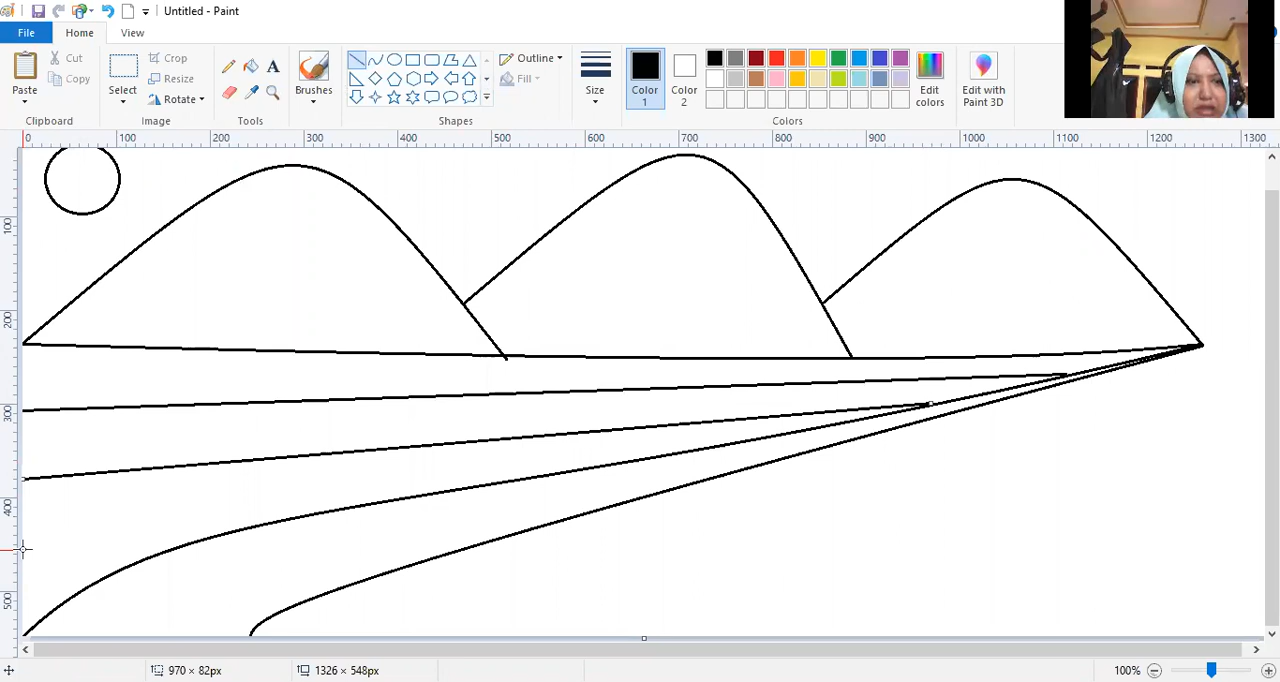 Untitled - Paint
File
Home
View
Paste
Cut
Copy
Clipboard
Select
Crop
Resize
Rotate
Image
A
Tools
Brushes
Outline
Fill
Shapes
Size
Color
1
Color
2
Edit
colors
Edit with
Paint 3D
Colors
0 100 200 300 400 500 600 700 800 900 1000 1100 1200 1300
100
200
300
400
500
970 × 82px
1326 × 548px
100%